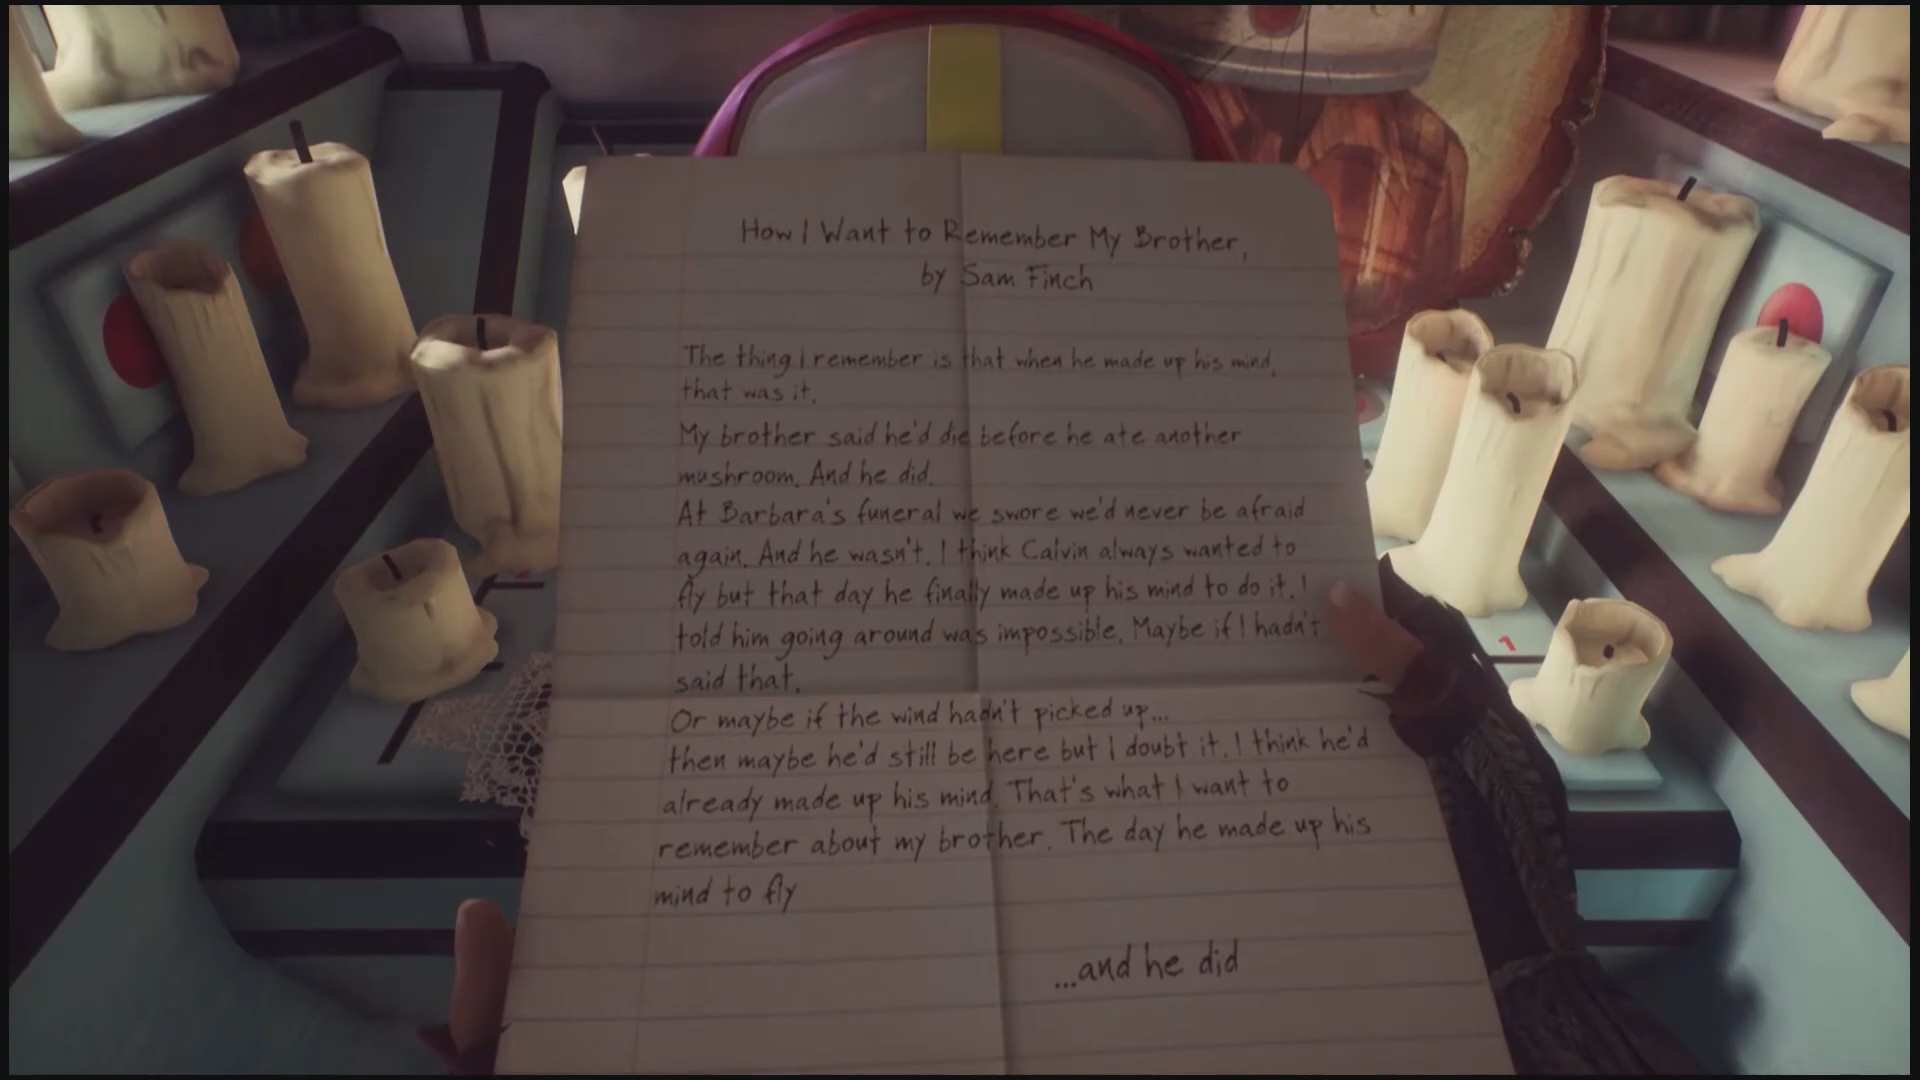 How I Want to Remember My Brother,
by Sam Finch
The thing I remember is that when he made up his mind,
that was it.
My brother said he'd die before he ate another
mushroom. And he did.
At Barbara's funeral we swore we'd never be afraid
again. And he wasn't. I think Calvin always wanted to
fly but that day he finally made up his mind to do it. I
told him going around was impossible. Maybe if I hadn't
said that.
Or maybe if the wind hadn't picked up...
then maybe he'd still be here but I doubt it. I think he'd
already made up his mind. That's what I want to
remember about my brother. The day he made up his
mind to fly
...and he did